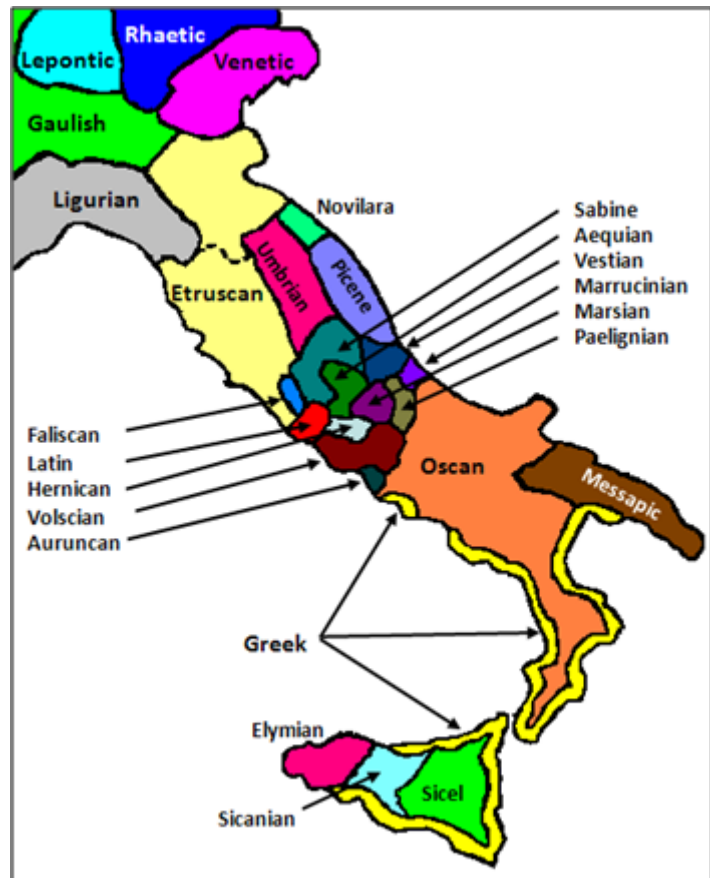 Rhaetic
Lepontic
Venetic
Gaulish
Ligurian
Novilara
Sabine
Aequian
Vestian
Marrucinian
Marsian
Paelignian
Umbrian
Picene
Etruscan
Faliscan
Latin
Hernican
Volscian
Auruncan
Oscan
Messapic
Greek
Elymian
Sicanian
Sicel